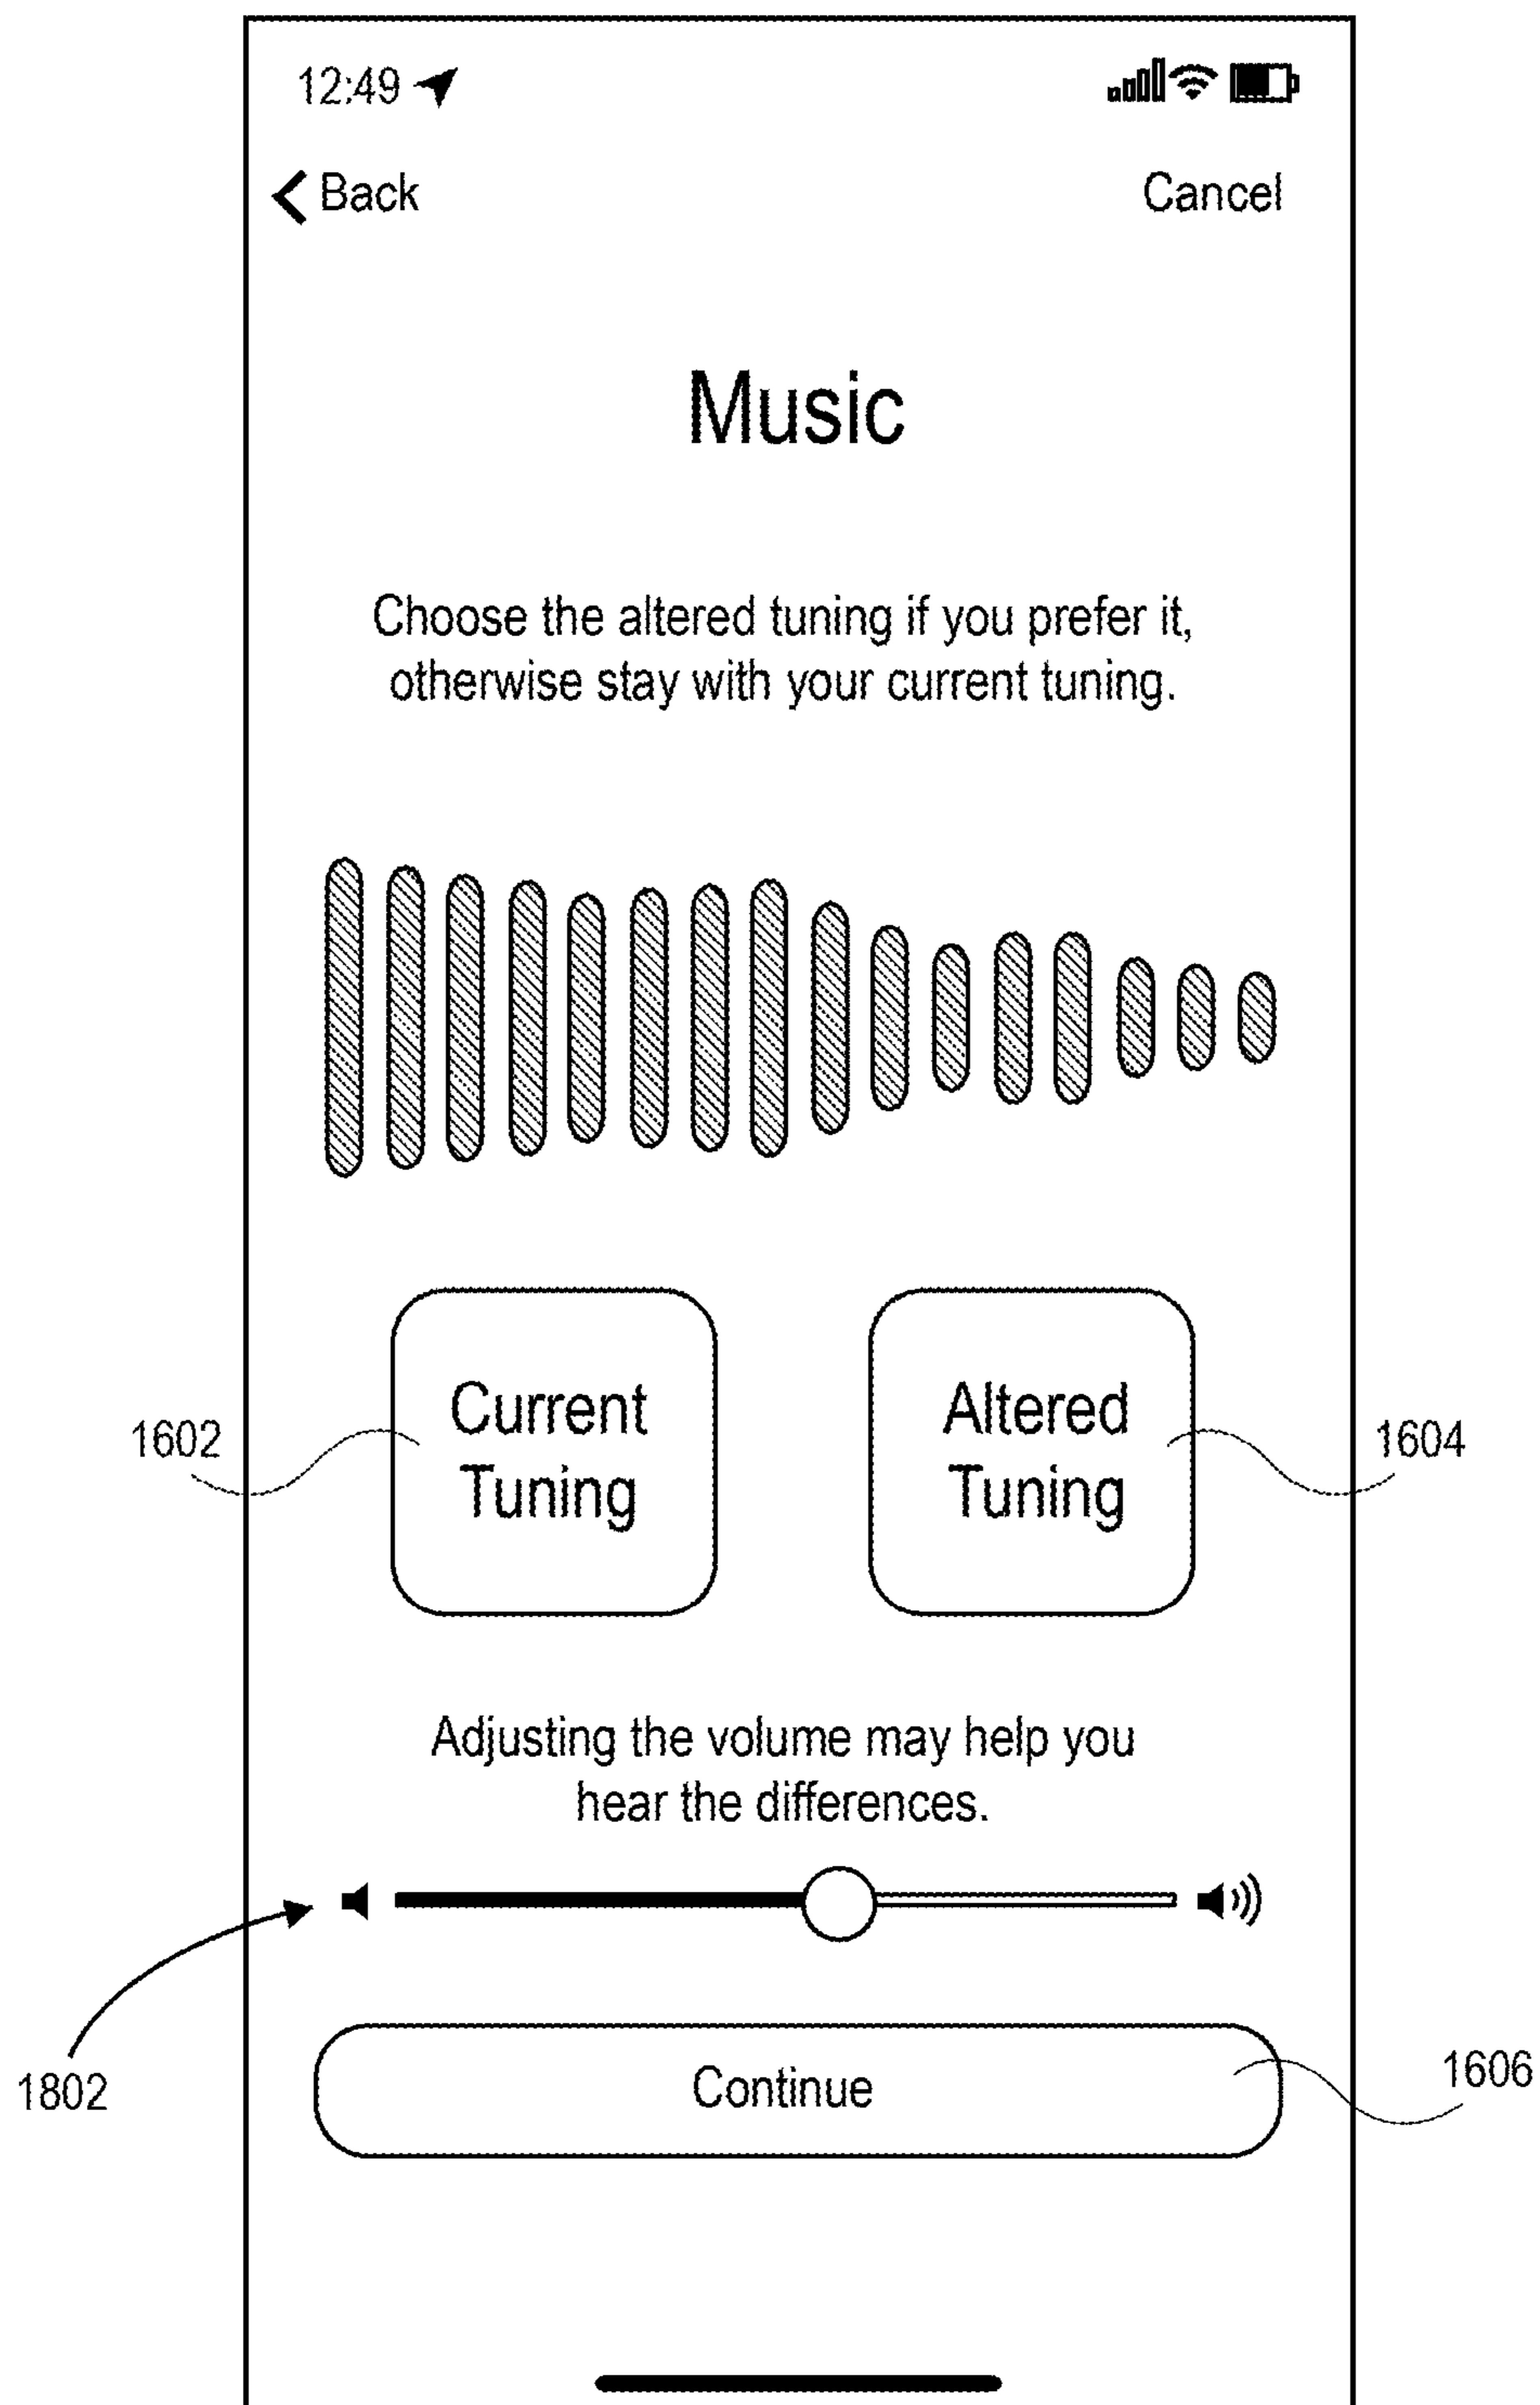 12:49
Back
Cancel
Music
Choose the altered tuning if you prefer it,
otherwise stay with your current tuning.
Current
Tuning
Altered
Tuning
1602
1604
Adjusting the volume may help you
hear the differences.
1802
Continue
1606